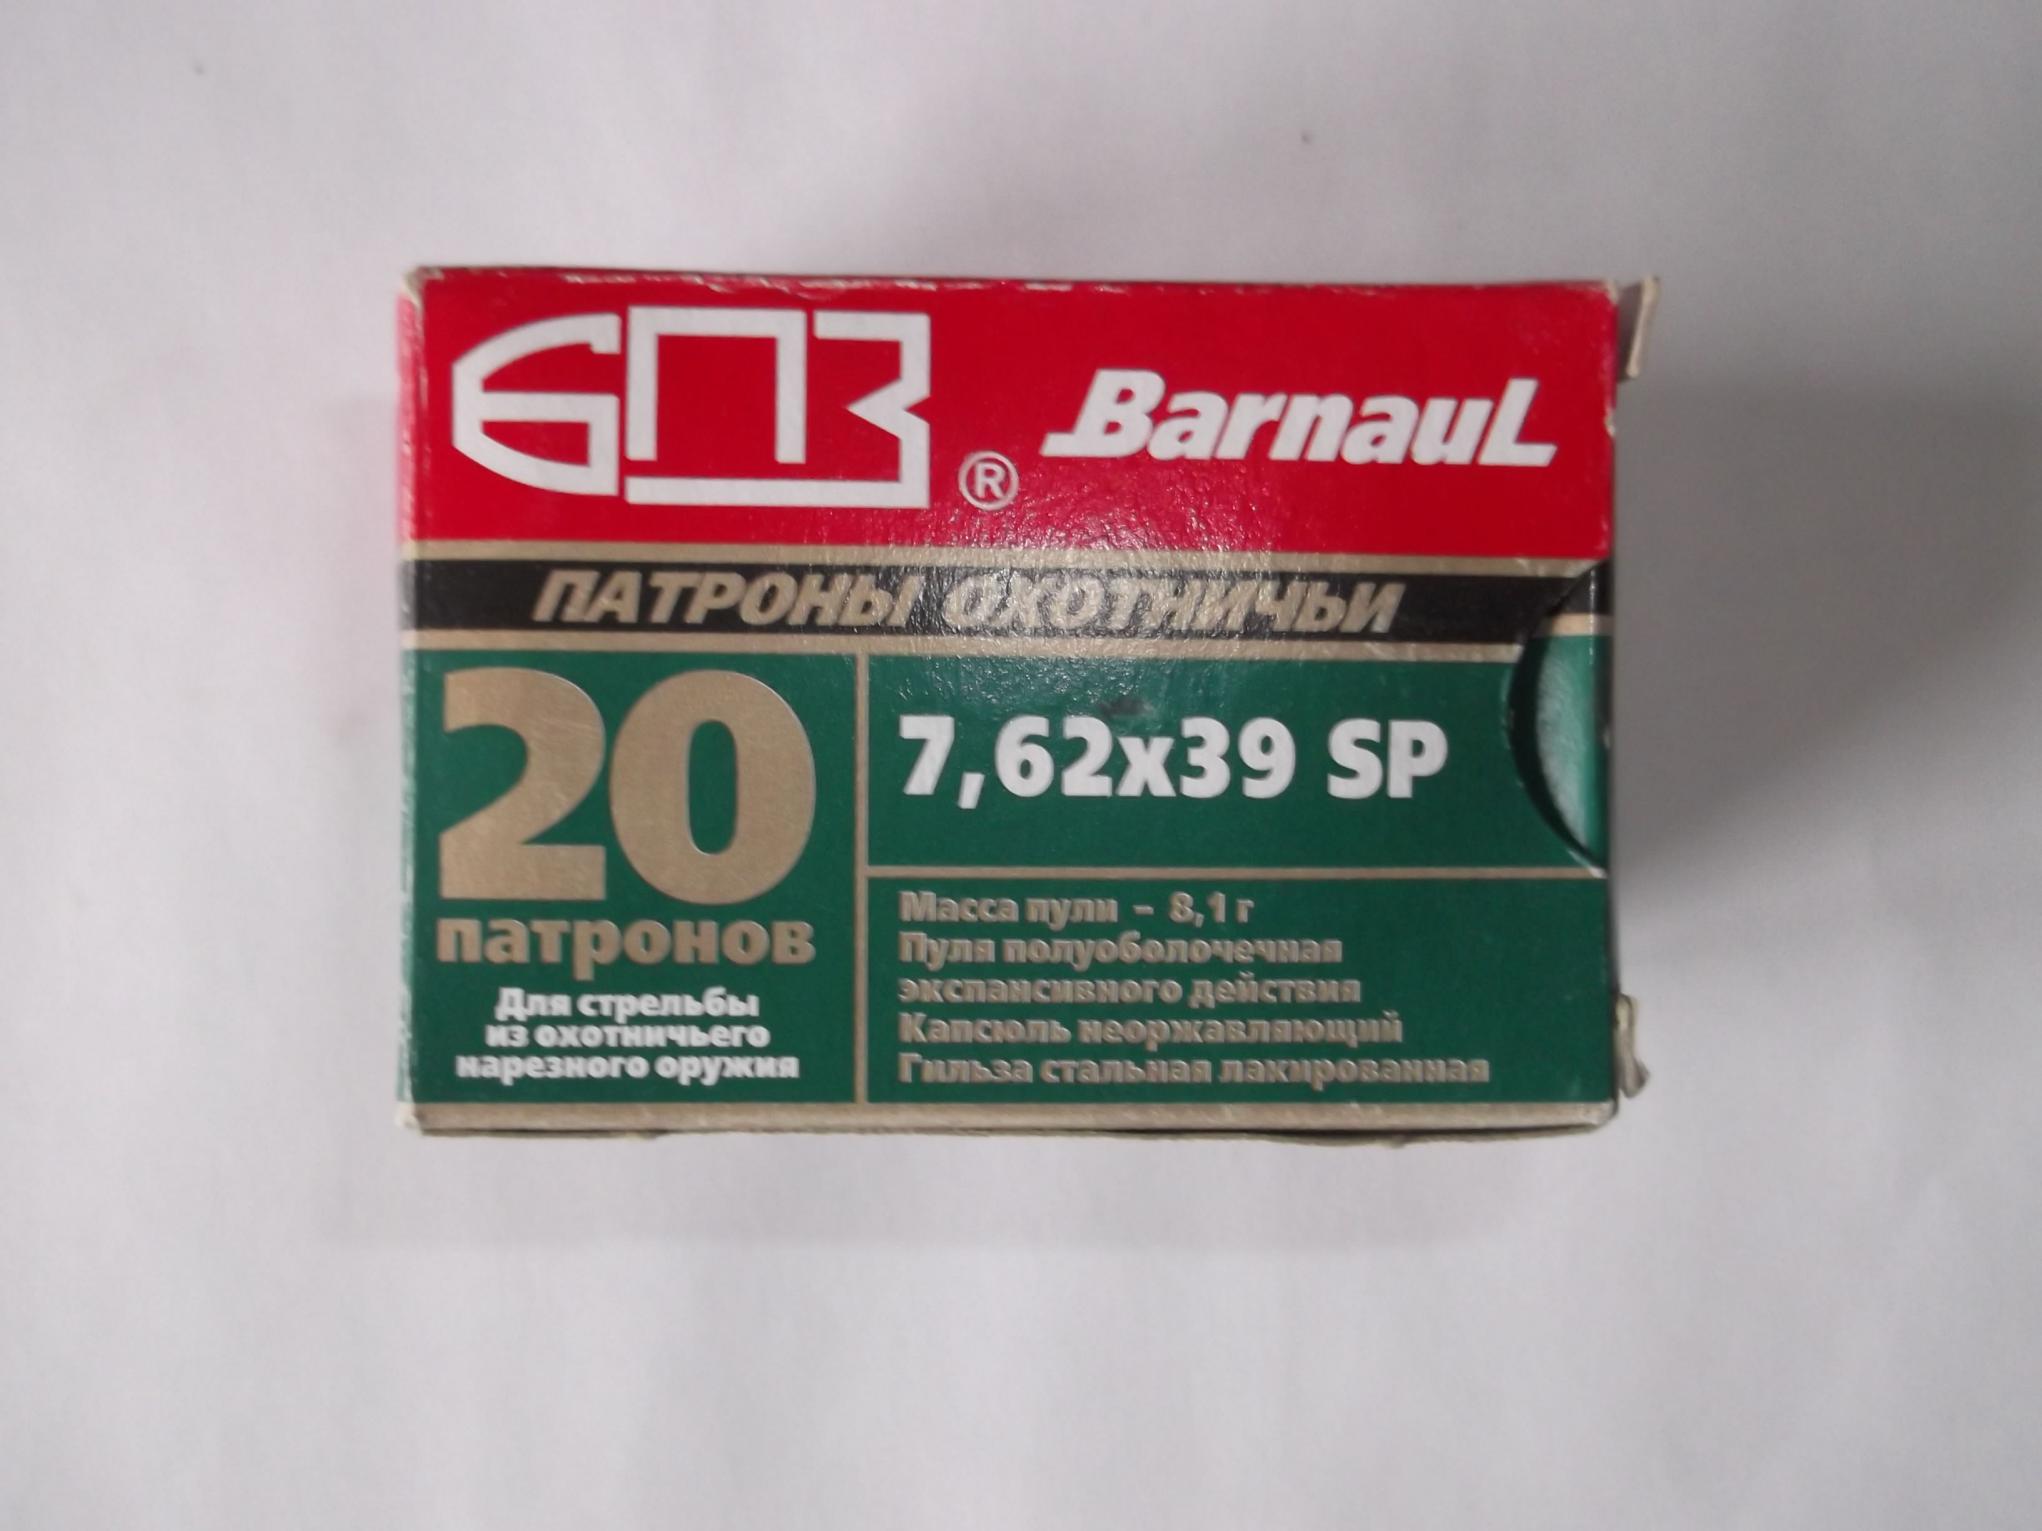 БПЗ ® BarnauL
ПАТРОНЫ ОХОТНИЧЬИ
20
патронов
Для стрельбы
из охотничьего
нарезного оружия
7,62x39 SP
Масса пули - 8,1 г
Пуля полуоболочечная
экспансивного действия
Капсюль неоржавляющий
Гильза стальная лакированная